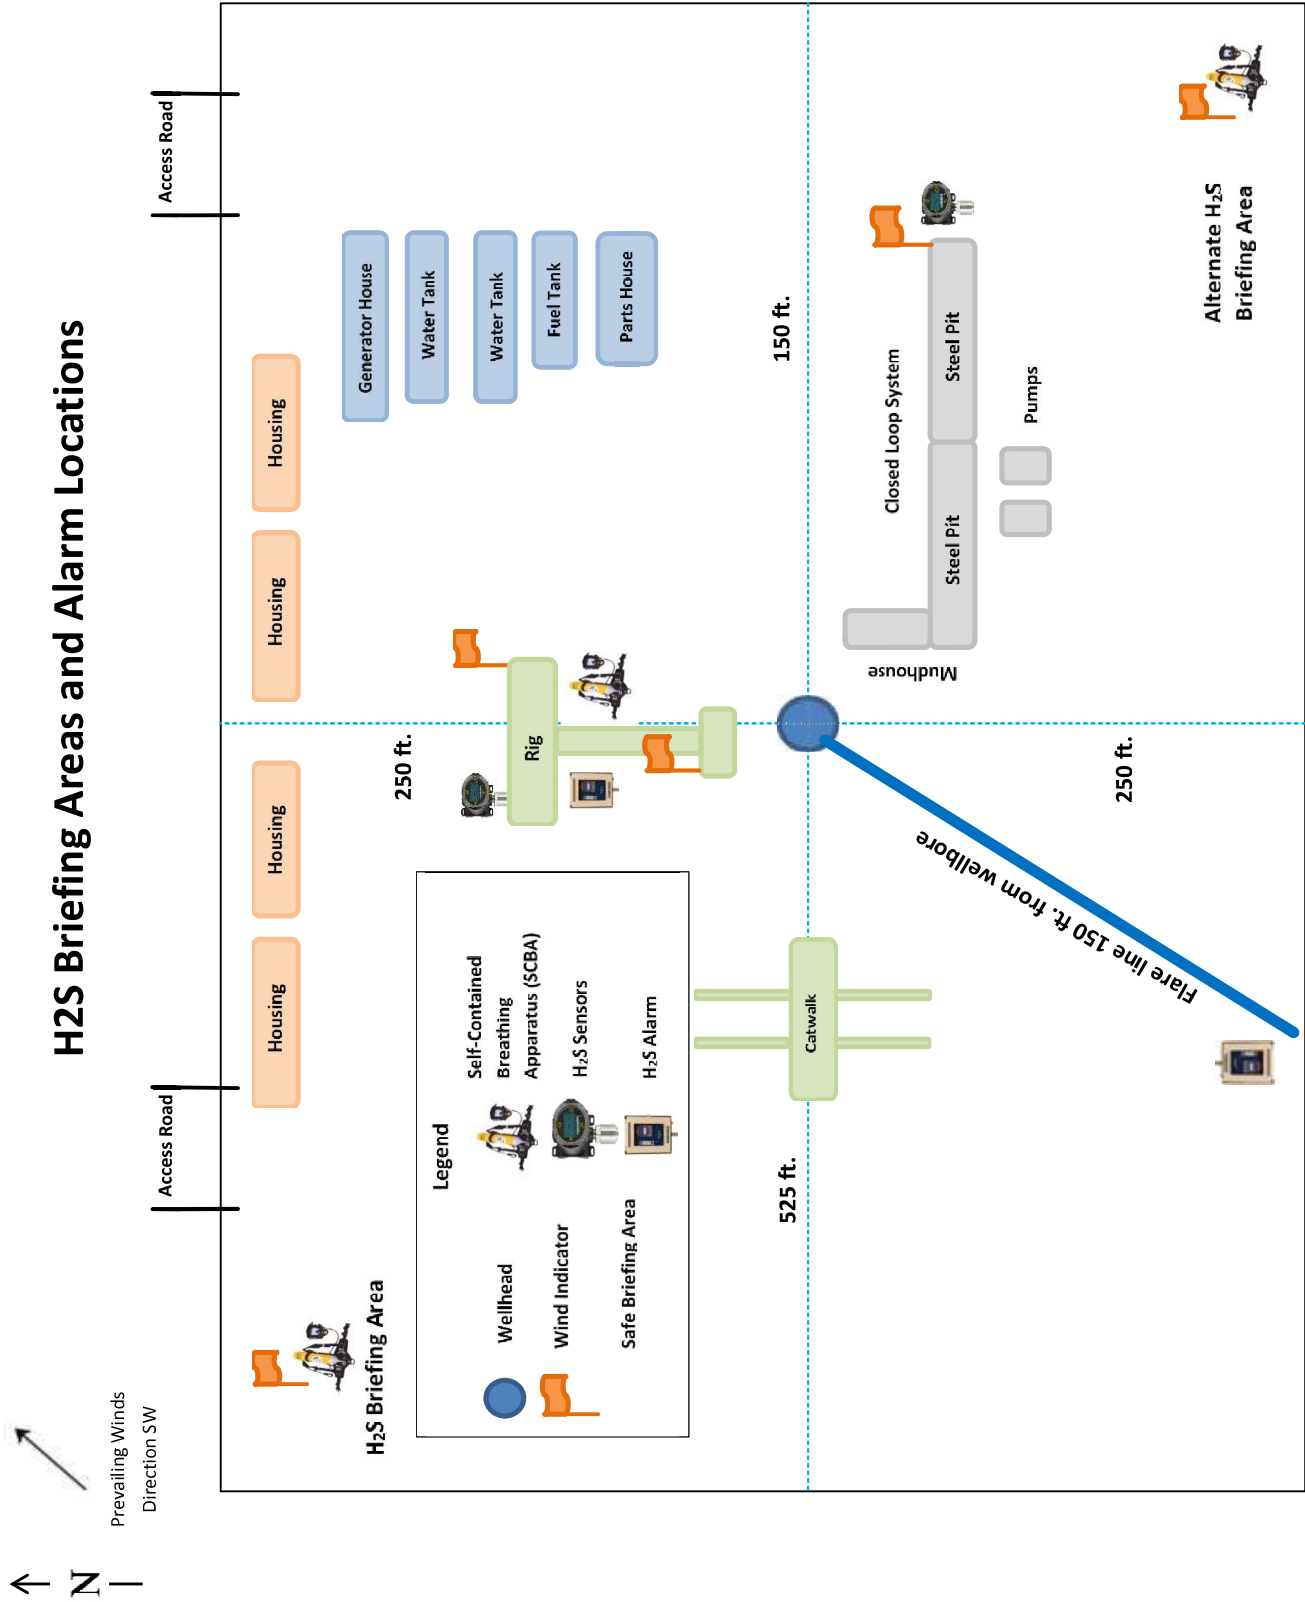 H2S Briefing Areas and Alarm Locations
N
Prevailing Winds
Direction SW
Access Road
Access Road
Housing
Housing
Housing
Housing
H₂S Briefing Area
Generator House
Water Tank
Water Tank
Fuel Tank
Parts House
250 ft.
Rig
Legend
Wellhead
Wind Indicator
Safe Briefing Area
Self-Contained
Breathing
Apparatus (SCBA)
H₂S Sensors
H₂S Alarm
525 ft.
Catwalk
150 ft.
Closed Loop System
Mudhouse
Steel Pit
Steel Pit
Pumps
Flare line 150 ft. from wellbore
250 ft.
Alternate H₂S
Briefing Area